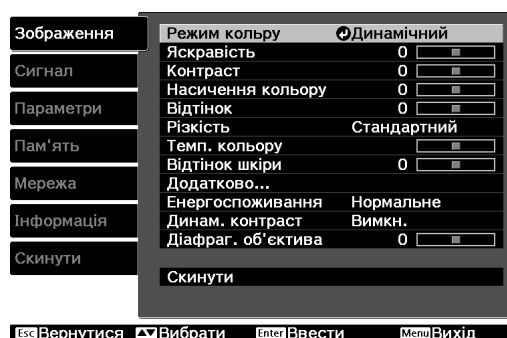 Зображення
Сигнал
Параметри
Пам'ять
Мережа
Інформація
Скинути
Режим кольру Динамічний
Яскравість 0
Контраст 0
Насичення кольору 0
Відтінок 0
Різкість Стандартний
Темп. кольору
Відтінок шкіри 0
Додатково...
Енергоспоживання Нормальне
Динам. контраст Вимкн.
Діафраг. об'єктива 0
Скинути
Esc Вернутися Вибрати Enter Ввести Menu Вихід